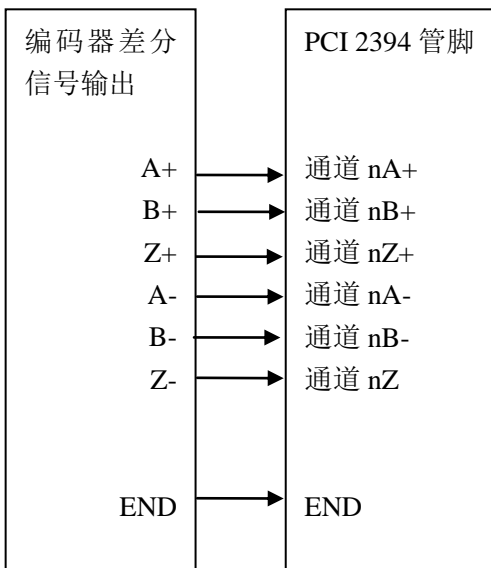 编码器差分
信号输出
PCI 2394 管脚
A+ 通道 nA+
B+ 通道 nB+
Z+ 通道 nZ+
A- 通道 nA-
B- 通道 nB-
Z- 通道 nZ
END END